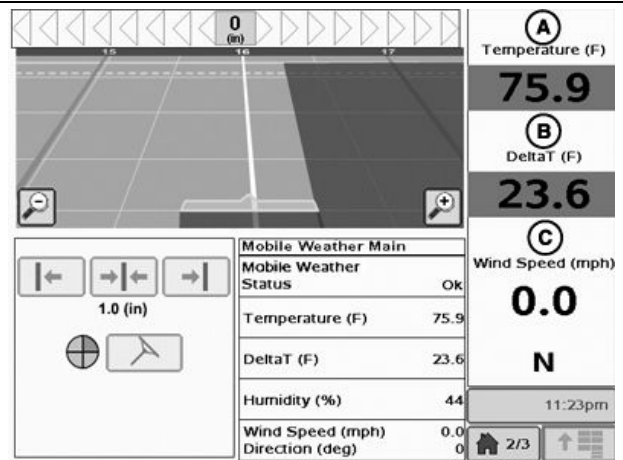 0
(in)
15 16 17
1.0 (in)
Mobile Weather Main
Mobile Weather
Status Ok
Temperature (F) 75.9
DeltaT (F) 23.6
Humidity (%) 44
Wind Speed (mph) 0.0
Direction (deg) 0
A
Temperature (F)
75.9
B
DeltaT (F)
23.6
C
Wind Speed (mph)
0.0
N
11:23pm
2/3